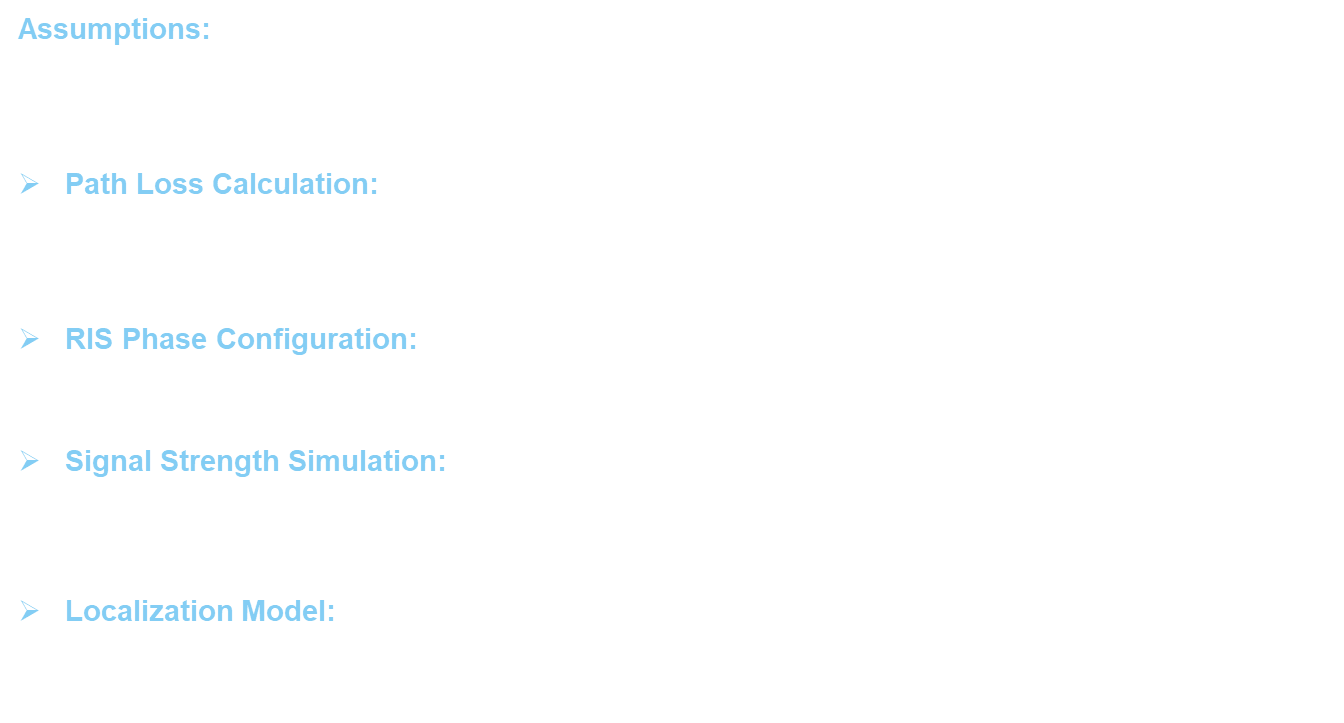 Assumptions:
➢ Path Loss Calculation:
➢ RIS Phase Configuration:
➢ Signal Strength Simulation:
➢ Localization Model: